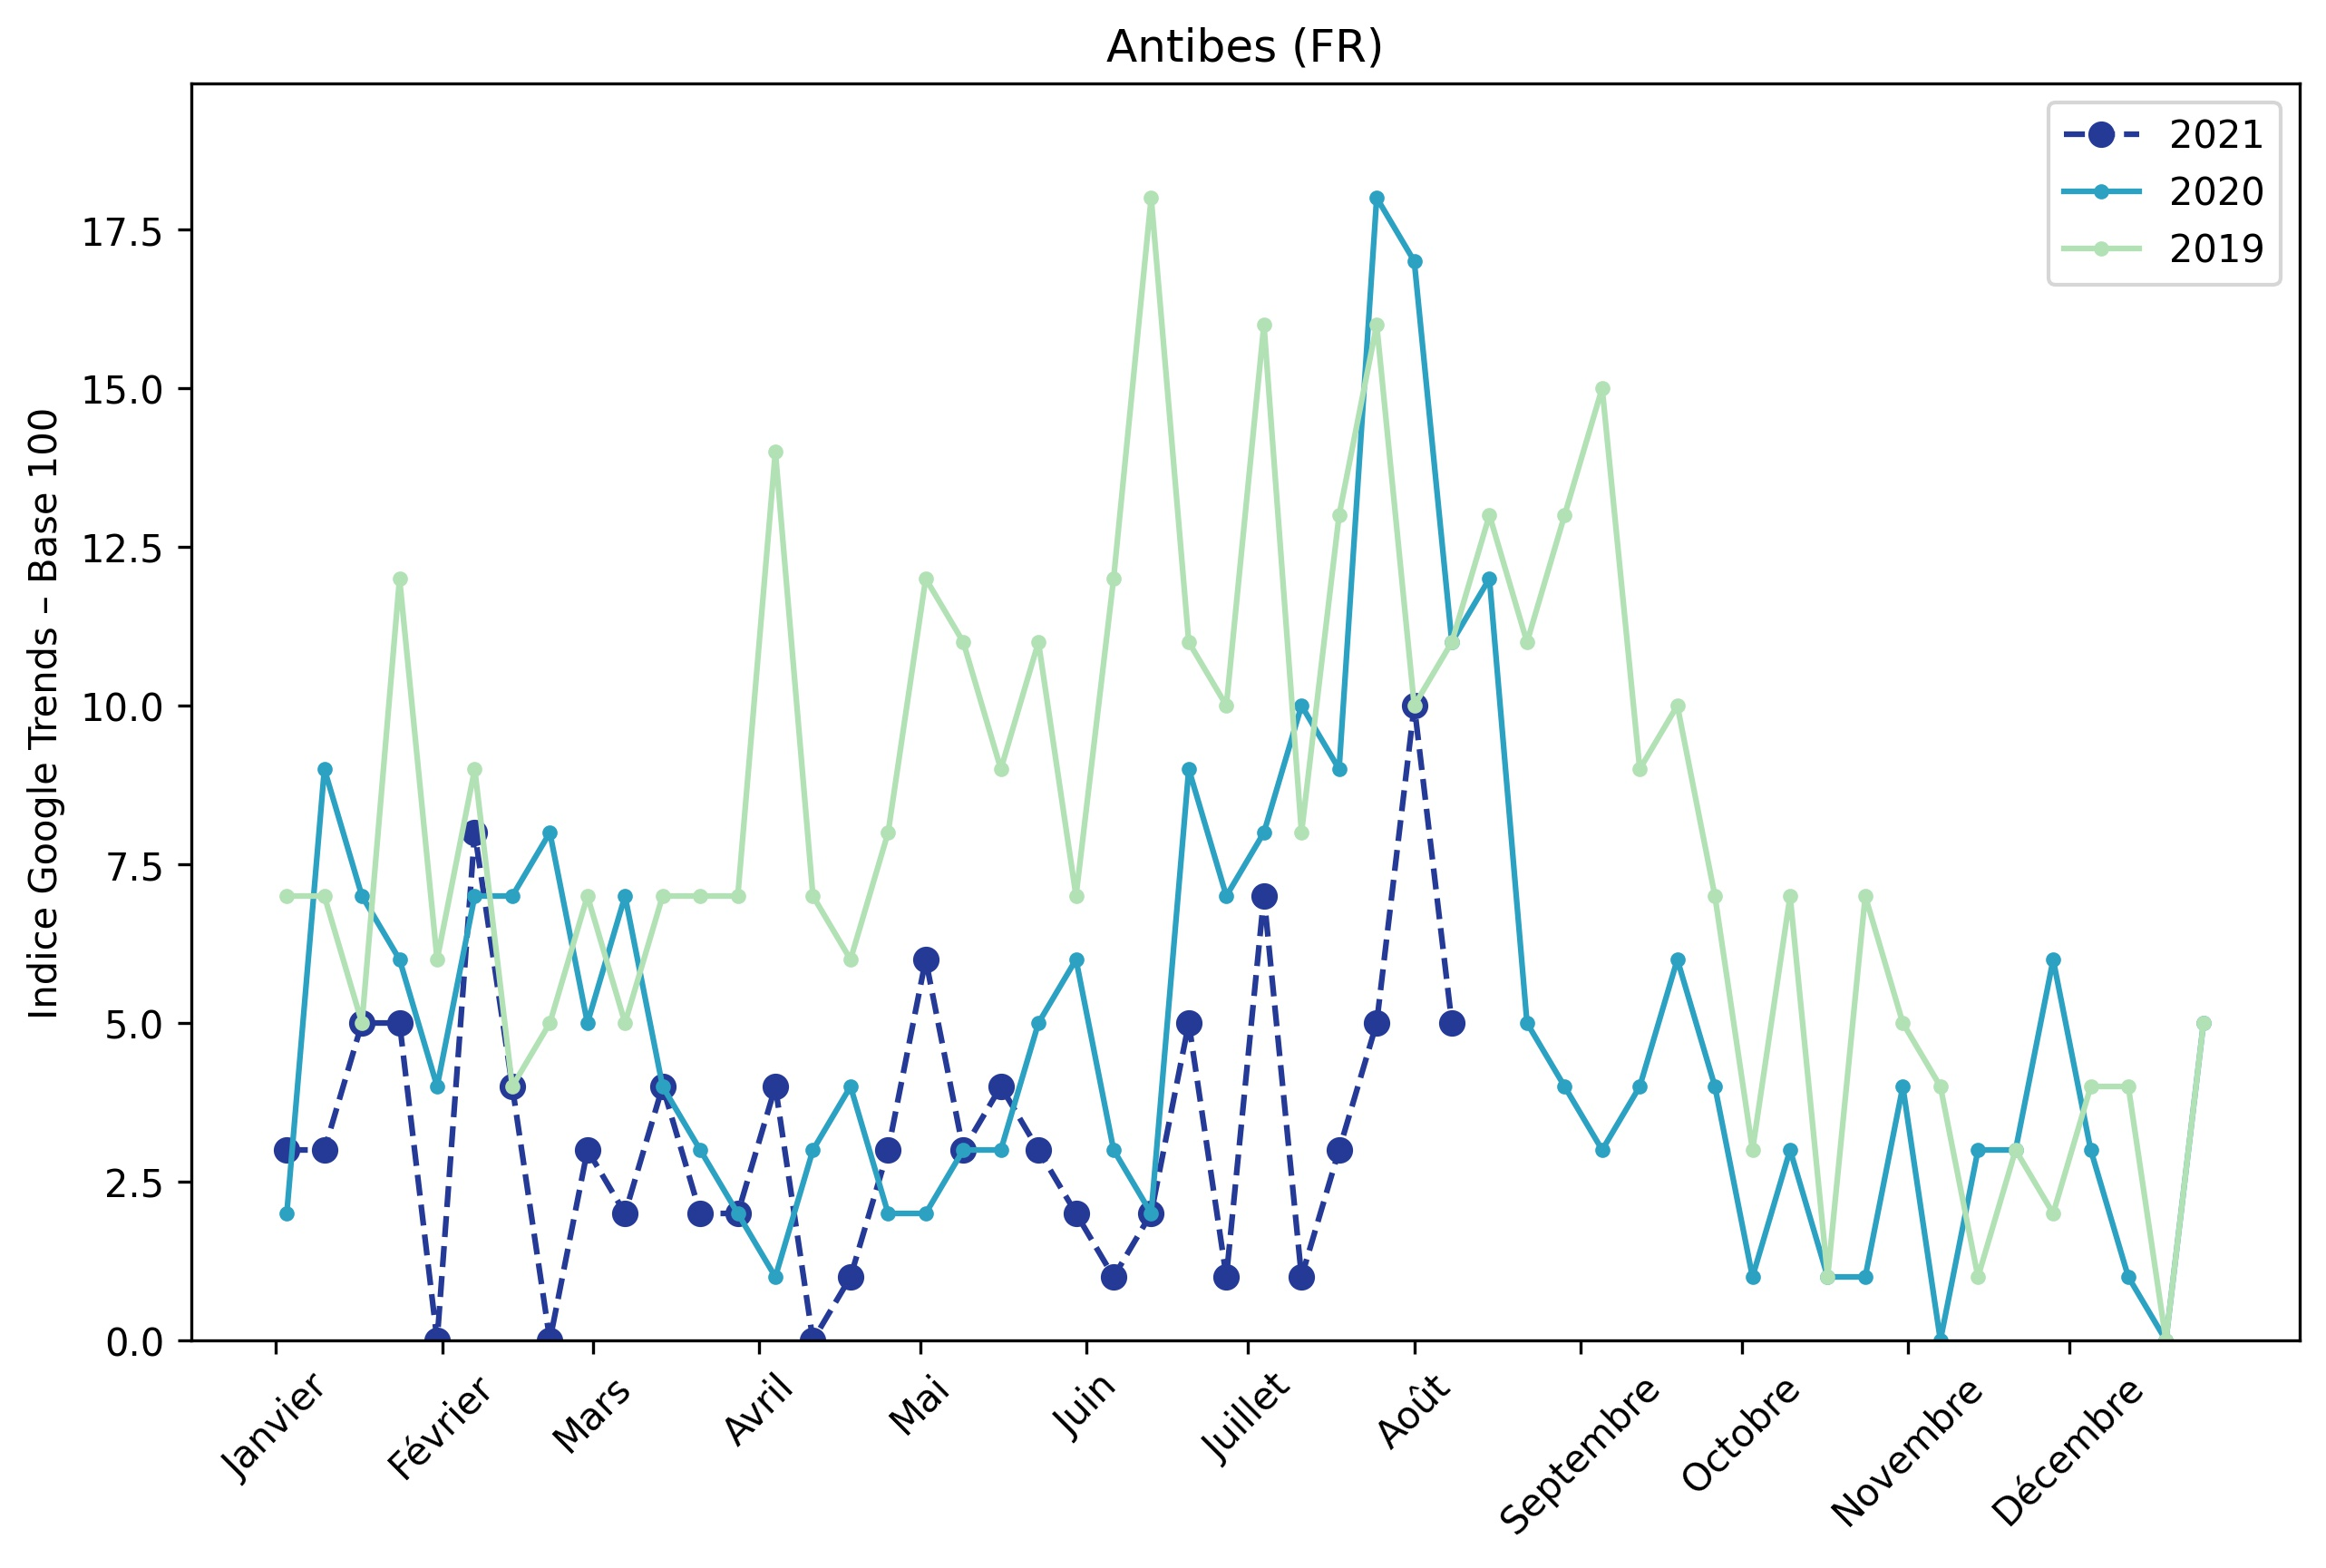 Antibes (FR)
2021
2020
2019
Indice Google Trends – Base 100
17.5
15.0
12.5
10.0
7.5
5.0
2.5
0.0
Janvier
Février
Mars
Avril
Mai
Juin
Juillet
Août
Septembre
Octobre
Novembre
Décembre